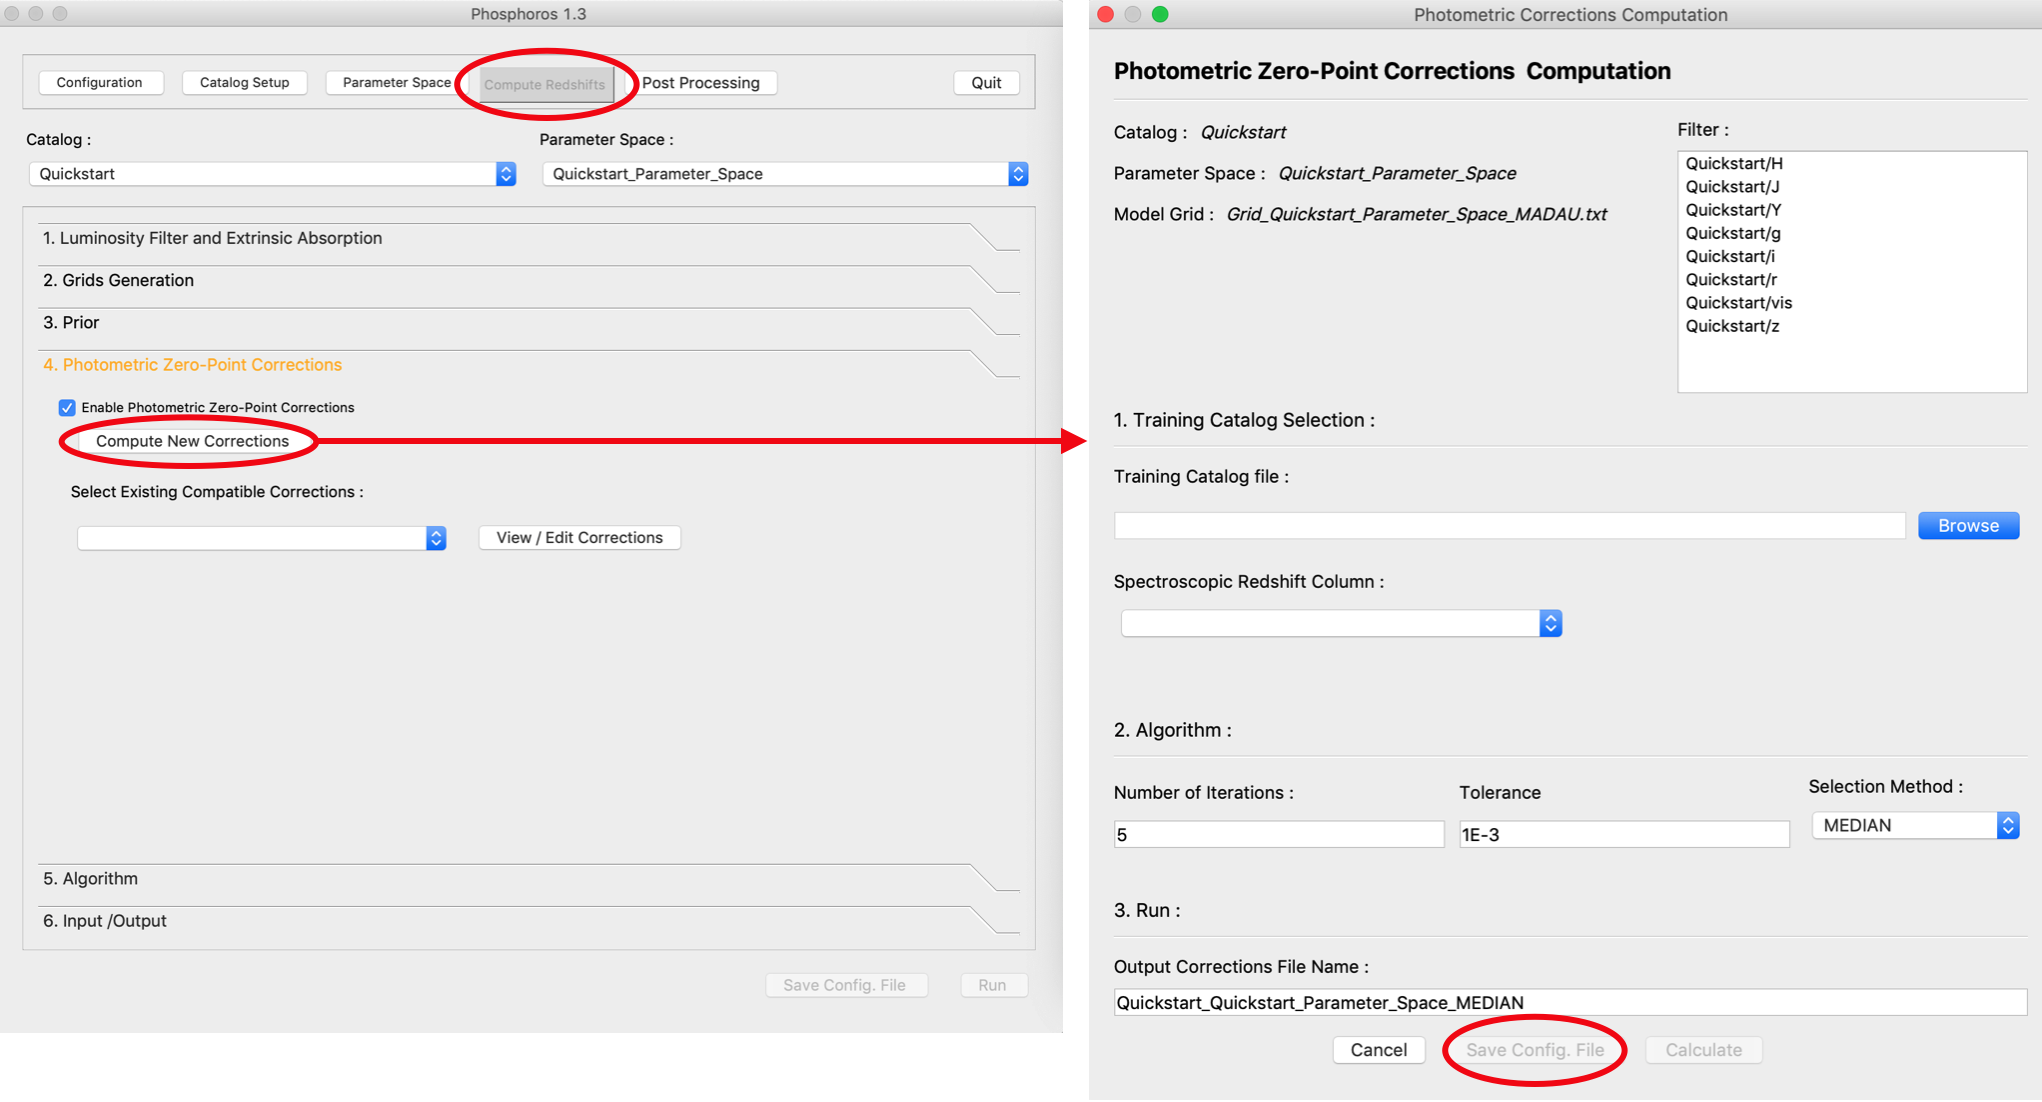 Phosphoros 1.3
Configuration
Catalog Setup
Parameter Space
Compute Redshifts
Post Processing
Quit
Catalog :
Parameter Space :
Quickstart
Quickstart_Parameter_Space
1. Luminosity Filter and Extrinsic Absorption
2. Grids Generation
3. Prior
4. Photometric Zero-Point Corrections
Enable Photometric Zero-Point Corrections
Compute New Corrections
Select Existing Compatible Corrections :
View / Edit Corrections
5. Algorithm
6. Input /Output
Save Config. File
Run
Photometric Corrections Computation
Photometric Zero-Point Corrections Computation
Catalog : Quickstart
Parameter Space : Quickstart_Parameter_Space
Model Grid : Grid_Quickstart_Parameter_Space_MADAU.txt
Filter :
Quickstart/H
Quickstart/J
Quickstart/Y
Quickstart/g
Quickstart/i
Quickstart/r
Quickstart/vis
Quickstart/z
1. Training Catalog Selection :
Training Catalog file :
Browse
Spectroscopic Redshift Column :
2. Algorithm :
Number of Iterations :
Tolerance
Selection Method :
5
1E-3
MEDIAN
3. Run :
Output Corrections File Name :
Quickstart_Quickstart_Parameter_Space_MEDIAN
Cancel
Save Config. File
Calculate